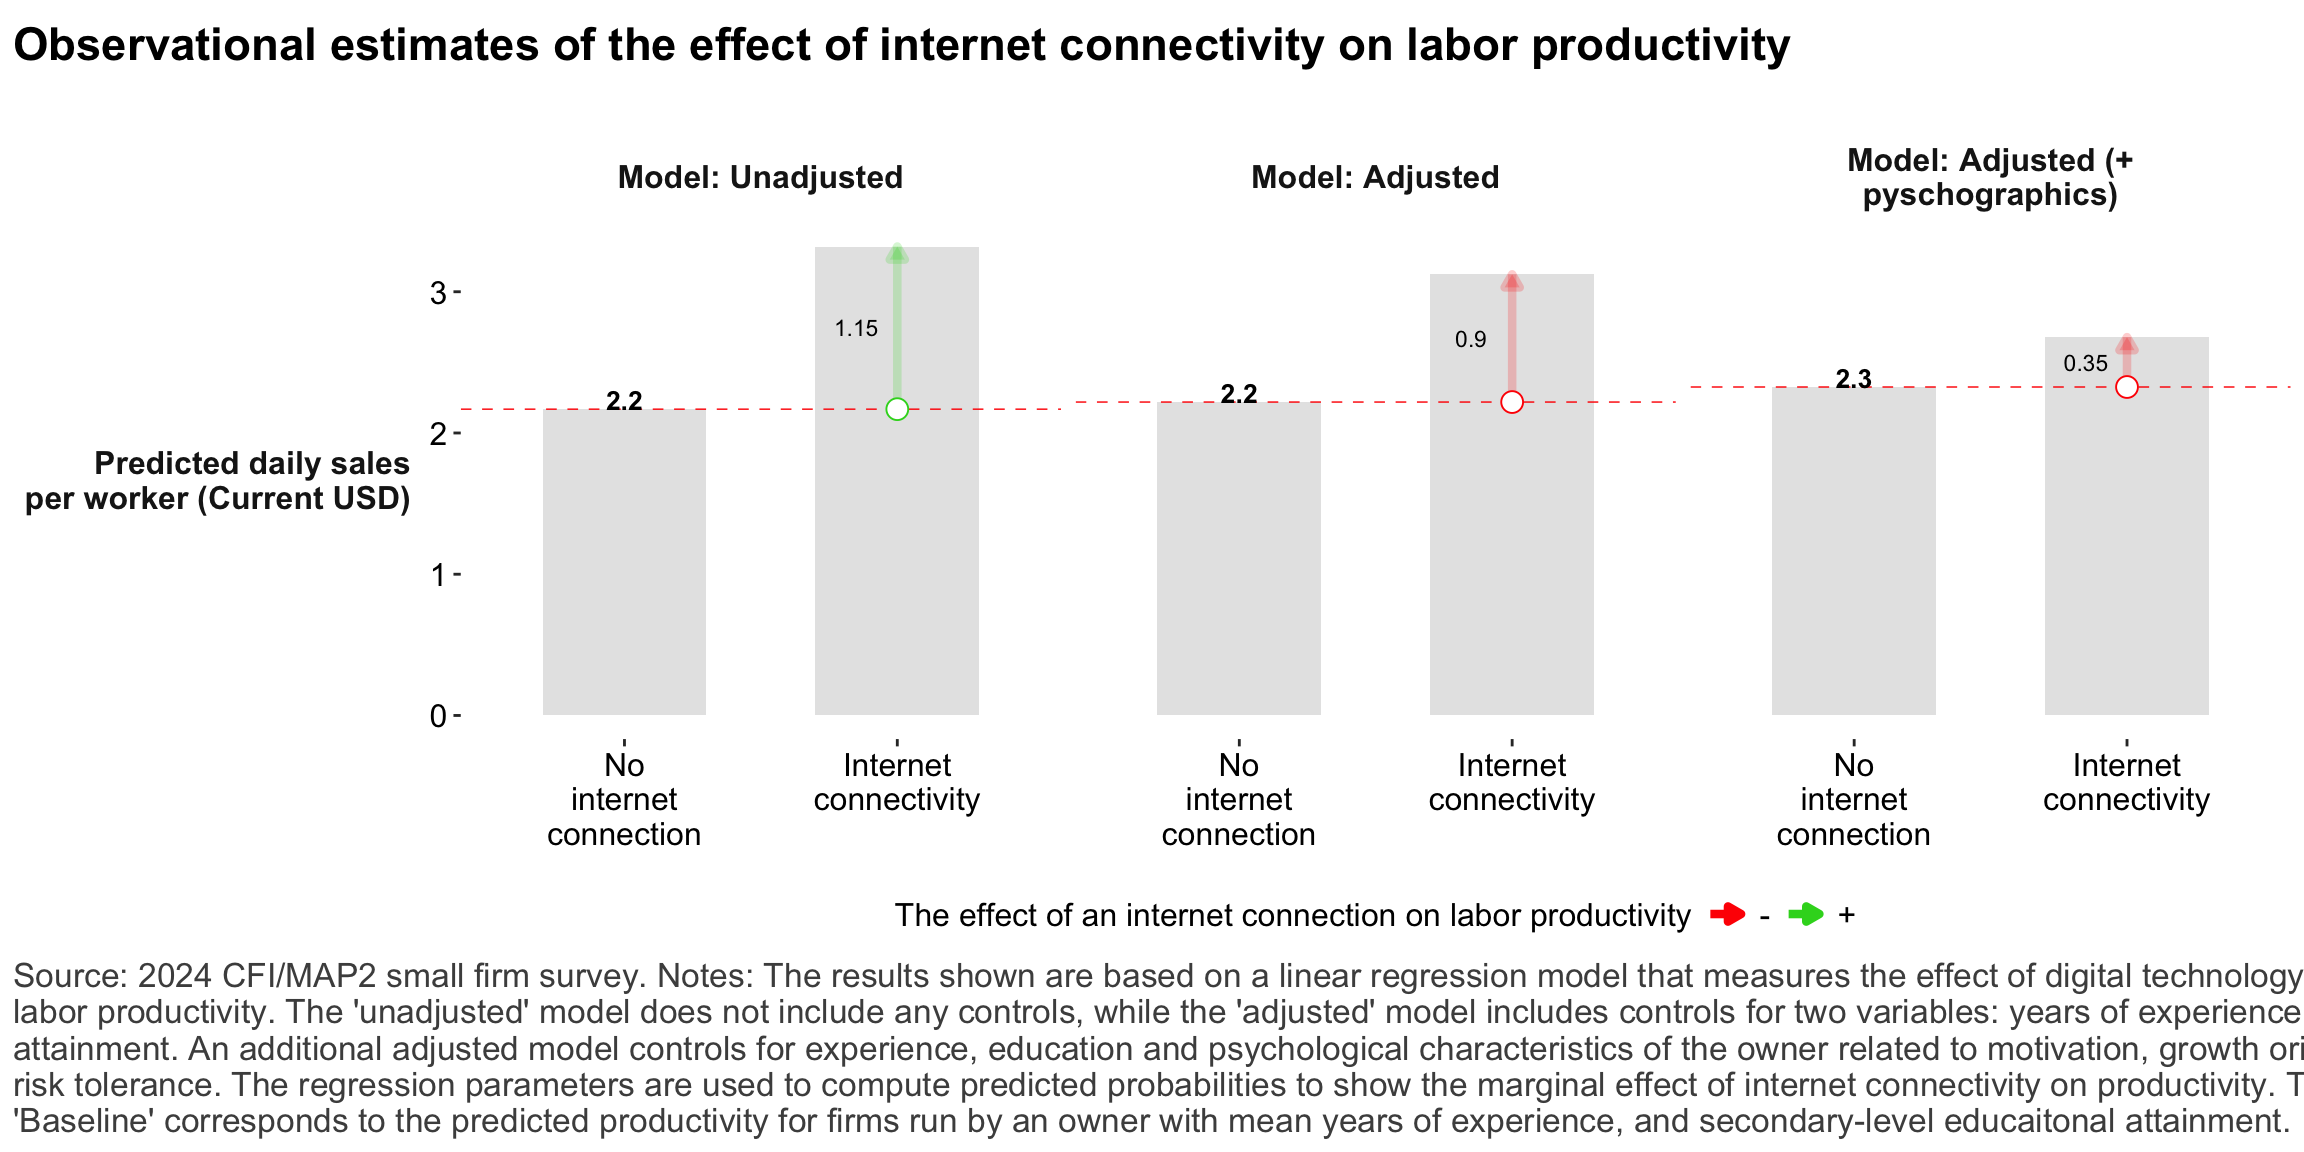 Observational estimates of the effect of internet connectivity on labor productivity
Model: Unadjusted
Model: Adjusted
Model: Adjusted (+
pyschographics)
Predicted daily sales
per worker (Current USD)
3
2
1
0
2.2
1.15
2.2
0.9
2.3
0.35
No
internet
connection
Internet
connectivity
No
internet
connection
Internet
connectivity
No
internet
connection
Internet
connectivity
The effect of an internet connection on labor productivity - +
Source: 2024 CFI/MAP2 small firm survey. Notes: The results shown are based on a linear regression model that measures the effect of digital technology
labor productivity. The 'unadjusted' model does not include any controls, while the 'adjusted' model includes controls for two variables: years of experience
attainment. An additional adjusted model controls for experience, education and psychological characteristics of the owner related to motivation, growth ori
risk tolerance. The regression parameters are used to compute predicted probabilities to show the marginal effect of internet connectivity on productivity. T
'Baseline' corresponds to the predicted productivity for firms run by an owner with mean years of experience, and secondary-level educaitonal attainment.